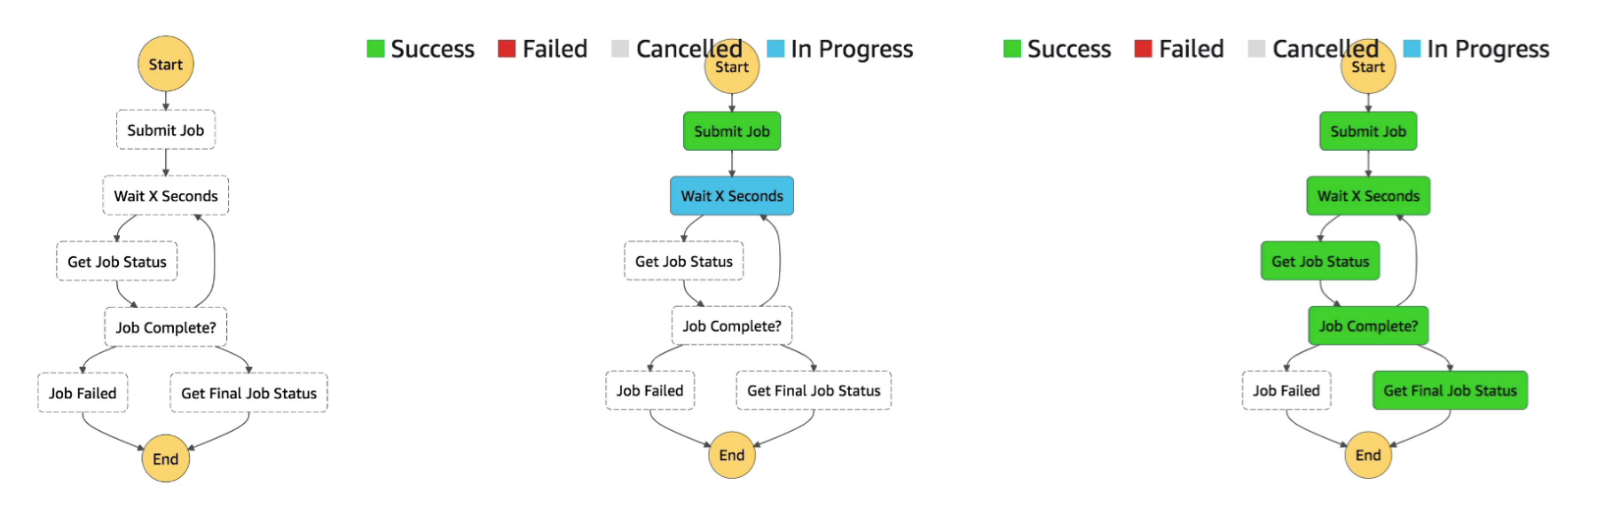 Start
Submit Job
Wait X Seconds
Get Job Status
Job Complete?
Job Failed
Get Final Job Status
End
Success
Failed
Cancelled
In Progress
Start
Submit Job
Wait X Seconds
Get Job Status
Job Complete?
Job Failed
Get Final Job Status
End
Success
Failed
Cancelled
In Progress
Start
Submit Job
Wait X Seconds
Get Job Status
Job Complete?
Job Failed
Get Final Job Status
End